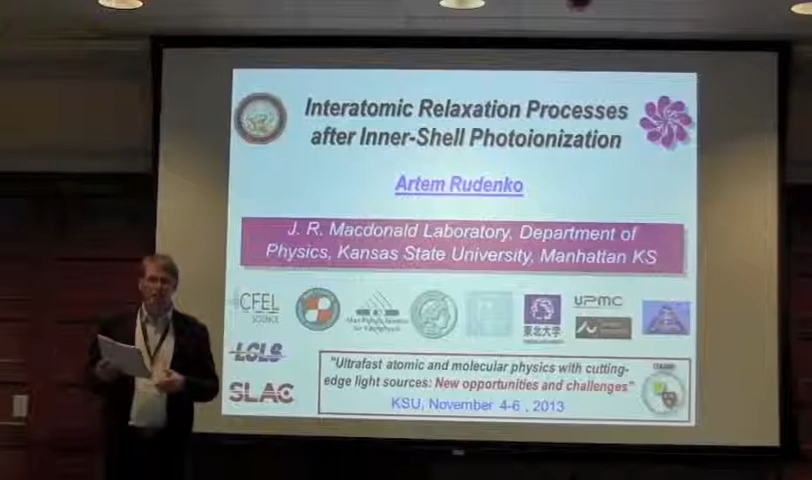 Interatomic Relaxation Processes
after Inner-Shell Photoionization
Artem Rudenko
J. R. Macdonald Laboratory, Department of
Physics, Kansas State University, Manhattan KS
CFEL
SCIENCE
東北大学
UPMC
LCLS
SLAC
"Ultrafast atomic and molecular physics with cutting-
edge light sources: New opportunities and challenges"
KSU, November 4-6 , 2013